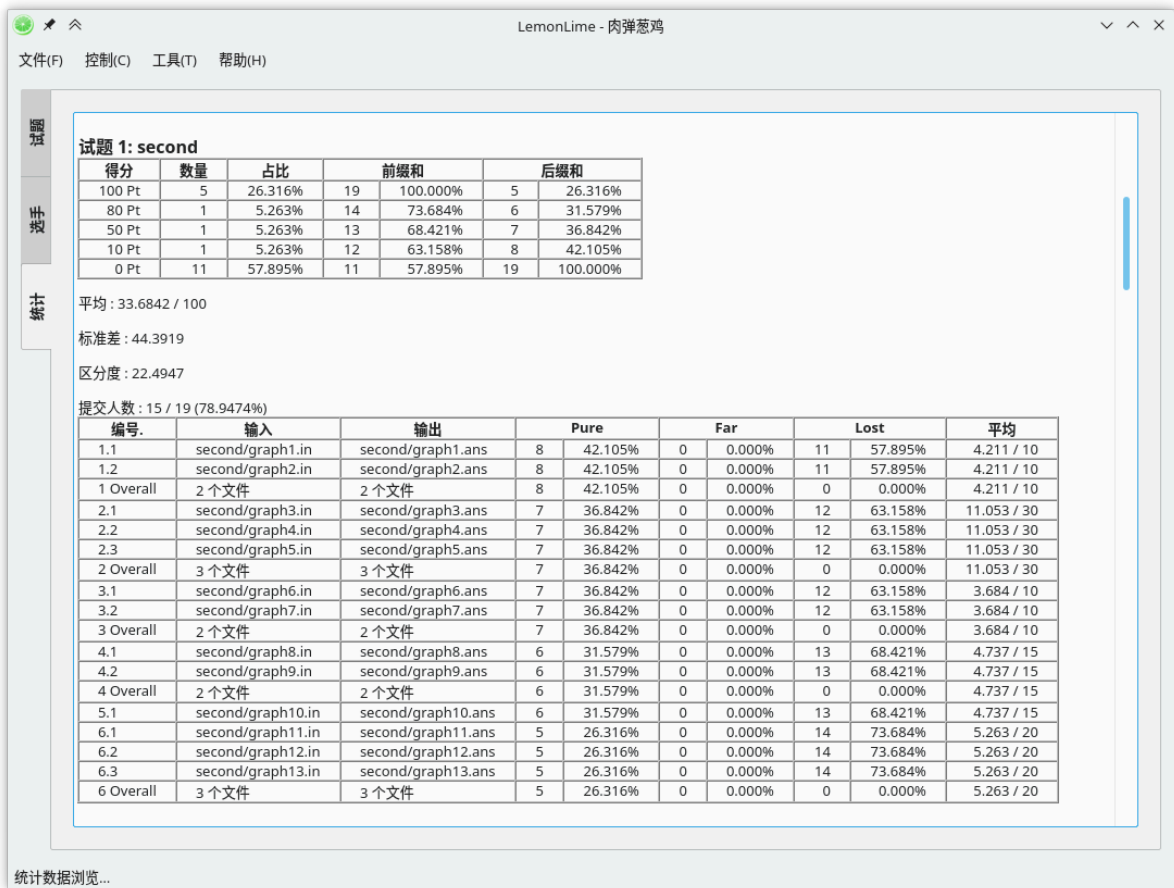 LemonLime - 肉弹葱鸡
文件(F) 控制(C) 工具(T) 帮助(H)
试题
选手
统计
试题 1: second
得分 数量 占比 前缀和 后缀和
100 Pt 5 26.316% 19 100.000% 5 26.316%
80 Pt 1 5.263% 14 73.684% 6 31.579%
50 Pt 1 5.263% 13 68.421% 7 36.842%
10 Pt 1 5.263% 12 63.158% 8 42.105%
0 Pt 11 57.895% 11 57.895% 19 100.000%
平均 : 33.6842 / 100
标准差 : 44.3919
区分度 : 22.4947
提交人数 : 15 / 19 (78.9474%)
编号. 输入 输出 Pure Far Lost 平均
1.1 second/graph1.in second/graph1.ans 8 42.105% 0 0.000% 11 57.895% 4.211 / 10
1.2 second/graph2.in second/graph2.ans 8 42.105% 0 0.000% 11 57.895% 4.211 / 10
1 Overall 2 个文件 2 个文件 8 42.105% 0 0.000% 0 0.000% 4.211 / 10
2.1 second/graph3.in second/graph3.ans 7 36.842% 0 0.000% 12 63.158% 11.053 / 30
2.2 second/graph4.in second/graph4.ans 7 36.842% 0 0.000% 12 63.158% 11.053 / 30
2.3 second/graph5.in second/graph5.ans 7 36.842% 0 0.000% 12 63.158% 11.053 / 30
2 Overall 3 个文件 3 个文件 7 36.842% 0 0.000% 0 0.000% 11.053 / 30
3.1 second/graph6.in second/graph6.ans 7 36.842% 0 0.000% 12 63.158% 3.684 / 10
3.2 second/graph7.in second/graph7.ans 7 36.842% 0 0.000% 12 63.158% 3.684 / 10
3 Overall 2 个文件 2 个文件 7 36.842% 0 0.000% 0 0.000% 3.684 / 10
4.1 second/graph8.in second/graph8.ans 6 31.579% 0 0.000% 13 68.421% 4.737 / 15
4.2 second/graph9.in second/graph9.ans 6 31.579% 0 0.000% 13 68.421% 4.737 / 15
4 Overall 2 个文件 2 个文件 6 31.579% 0 0.000% 0 0.000% 4.737 / 15
5.1 second/graph10.in second/graph10.ans 6 31.579% 0 0.000% 13 68.421% 4.737 / 15
6.1 second/graph11.in second/graph11.ans 5 26.316% 0 0.000% 14 73.684% 5.263 / 20
6.2 second/graph12.in second/graph12.ans 5 26.316% 0 0.000% 14 73.684% 5.263 / 20
6.3 second/graph13.in second/graph13.ans 5 26.316% 0 0.000% 14 73.684% 5.263 / 20
6 Overall 3 个文件 3 个文件 5 26.316% 0 0.000% 0 0.000% 5.263 / 20
统计数据浏览...